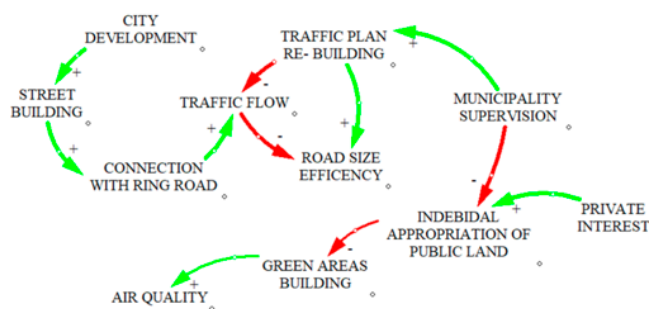 CITY
DEVELOPMENT
TRAFFIC PLAN
RE- BUILDING
+
+
-
STREET
BUILDING
TRAFFIC FLOW
MUNICIPALITY
SUPERVISION
+
+
-
+
CONNECTION
WITH RING ROAD
ROAD SIZE
EFFICENCY
-
+
PRIVATE
INTEREST
INDEBIDAL
APPROPRIATION OF
PUBLIC LAND
-
GREEN AREAS
BUILDING
+
AIR QUALITY